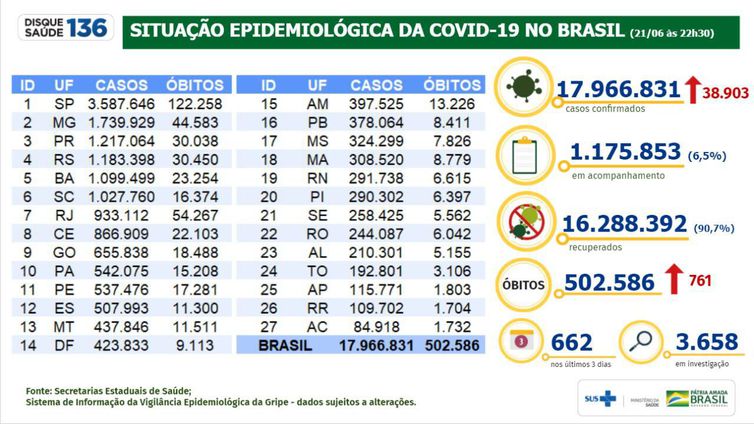 DISQUE
SAÚDE 136
SITUAÇÃO EPIDEMIOLÓGICA DA COVID-19 NO BRASIL (21/06 às 22h30)
ID UF CASOS ÓBITOS
1 SP 3.587.646 122.258
2 MG 1.739.929 44.583
3 PR 1.217.064 30.038
4 RS 1.183.398 30.450
5 BA 1.099.499 23.254
6 SC 1.027.760 16.374
7 RJ 933.112 54.267
8 CE 866.909 22.103
9 GO 655.838 18.488
10 PA 542.075 15.208
11 PE 537.476 17.281
12 ES 507.993 11.300
13 MT 437.846 11.511
14 DF 423.833 9.113
ID UF CASOS ÓBITOS
15 AM 397.525 13.226
16 PB 378.064 8.411
17 MS 324.299 7.826
18 MA 308.520 8.779
19 RN 291.738 6.615
20 PI 290.302 6.397
21 SE 258.425 5.562
22 RO 244.087 6.042
23 AL 210.301 5.155
24 TO 192.801 3.106
25 AP 115.771 1.803
26 RR 109.702 1.704
27 AC 84.918 1.732
BRASIL 17.966.831 502.586
17.966.831 38.903
casos confirmados
1.175.853 (6,5%)
em acompanhamento
16.288.392 (90,7%)
recuperados
ÓBITOS 502.586 761
3 662
nos últimos 3 dias
3.658
em investigação
Fonte: Secretarias Estaduais de Saúde;
Sistema de Informação da Vigilância Epidemiológica da Gripe - dados sujeitos a alterações.
SUS
MINISTÉRIO DA
SAÚDE
PÁTRIA AMADA
BRASIL
GOVERNO FEDERAL